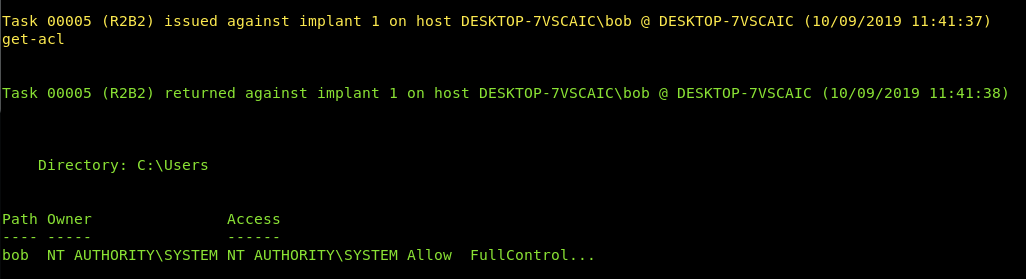 Task 00005 (R2B2) issued against implant 1 on host DESKTOP-7VSCAIC\bob @ DESKTOP-7VSCAIC (10/09/2019 11:41:37)
get-acl
Task 00005 (R2B2) returned against implant 1 on host DESKTOP-7VSCAIC\bob @ DESKTOP-7VSCAIC (10/09/2019 11:41:38)
Directory: C:\Users
Path Owner Access
---- ----- ------
bob NT AUTHORITY\SYSTEM NT AUTHORITY\SYSTEM Allow FullControl...